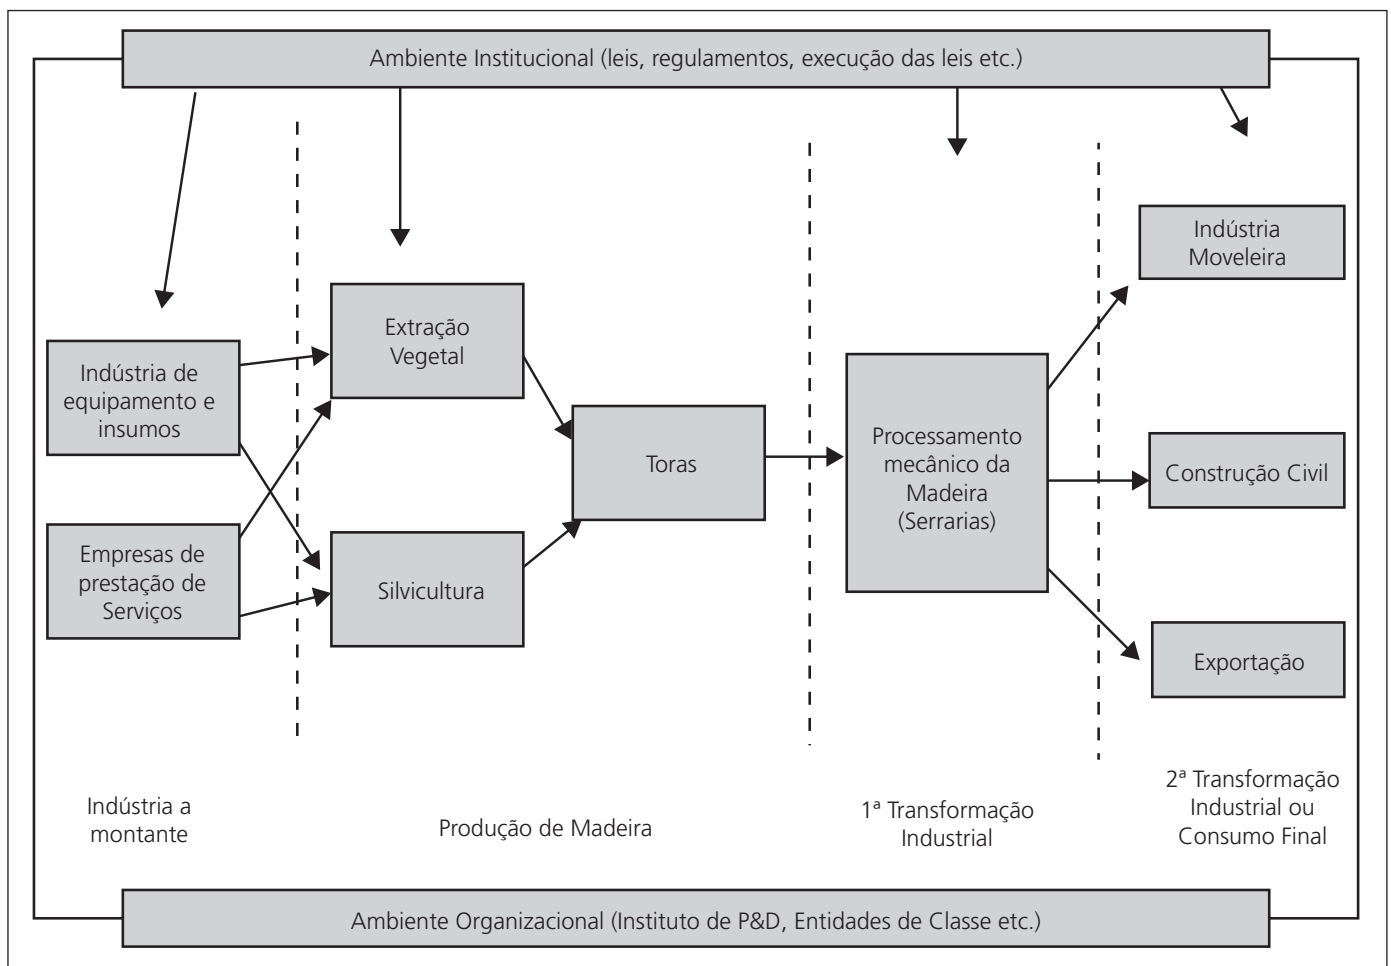 Ambiente Institucional (leis, regulamentos, execução das leis etc.)
Indústria de
equipamento e
insumos
Empresas de
prestação de
Serviços
Extração
Vegetal
Silvicultura
Toras
Processamento
mecânico da
Madeira
(Serrarias)
Indústria
Moveleira
Construção Civil
Exportação
Indústria a
montante
Produção de Madeira
1ª Transformação
Industrial
2ª Transformação
Industrial ou
Consumo Final
Ambiente Organizacional (Instituto de P&D, Entidades de Classe etc.)